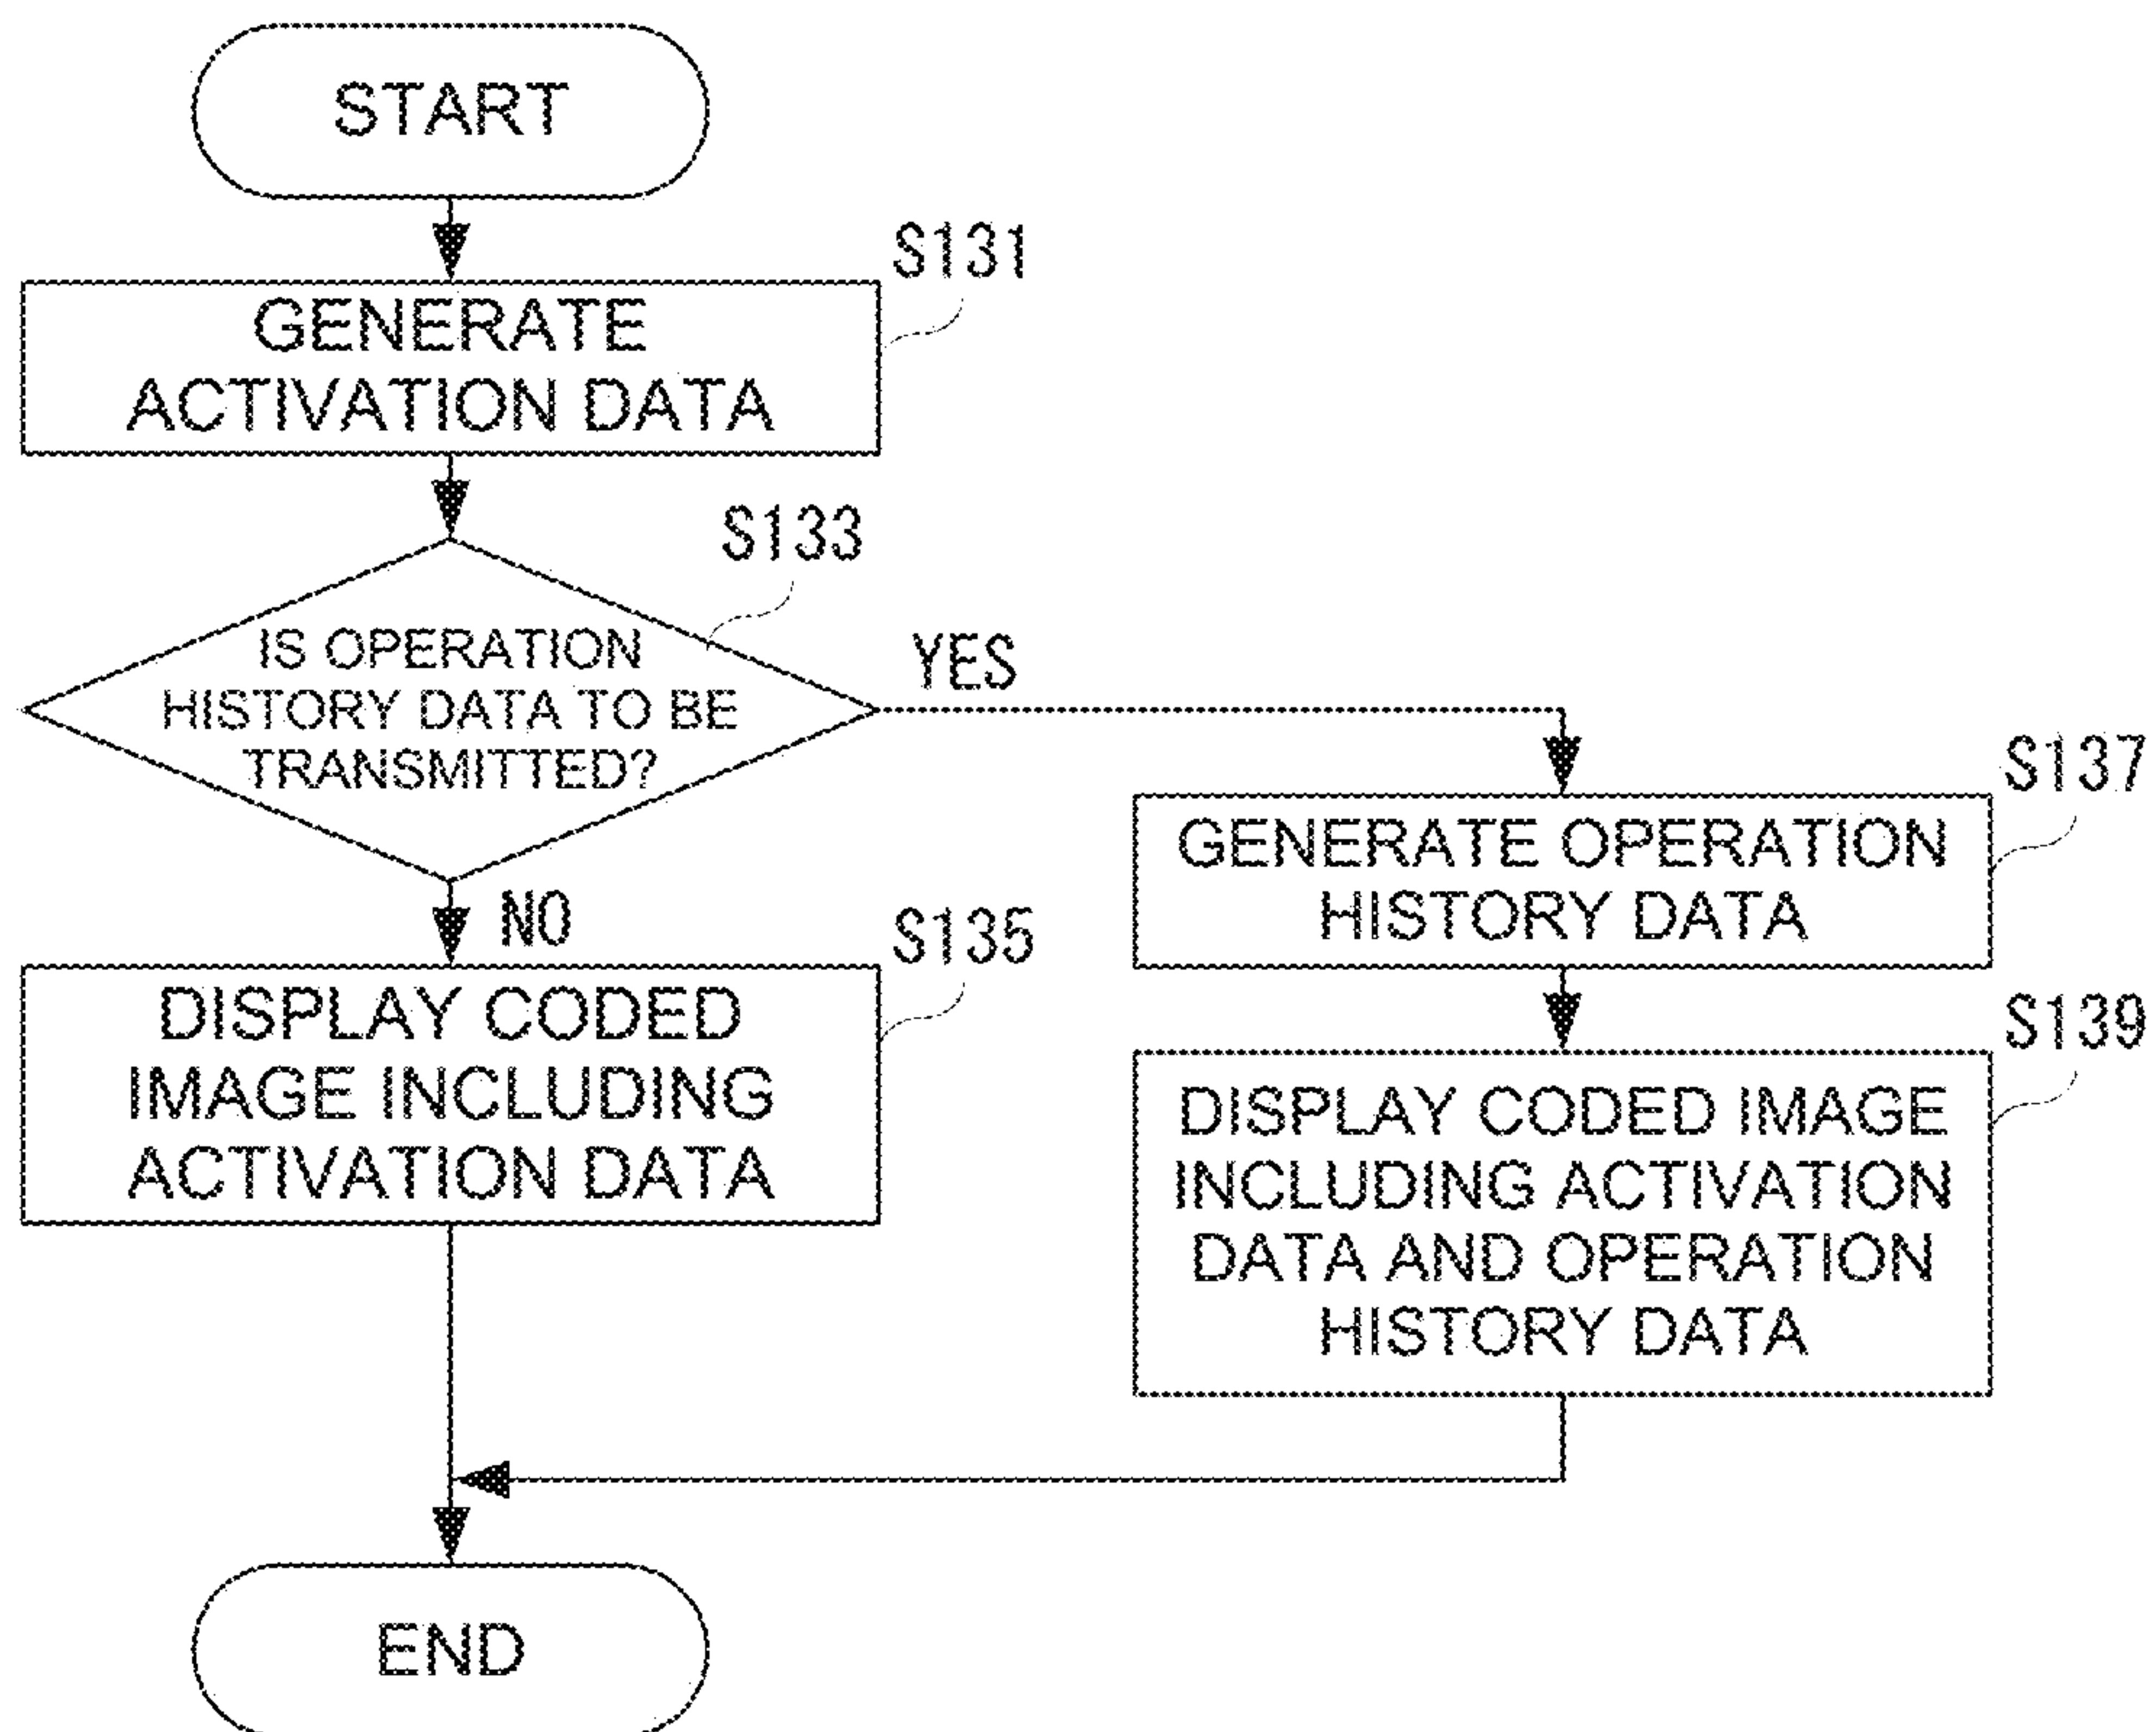 START
S131
GENERATE
ACTIVATION DATA
S133
IS OPERATION
HISTORY DATA TO BE
TRANSMITTED?
YES
NO
S135
DISPLAY CODED
IMAGE INCLUDING
ACTIVATION DATA
S137
GENERATE OPERATION
HISTORY DATA
S139
DISPLAY CODED IMAGE
INCLUDING ACTIVATION
DATA AND OPERATION
HISTORY DATA
END